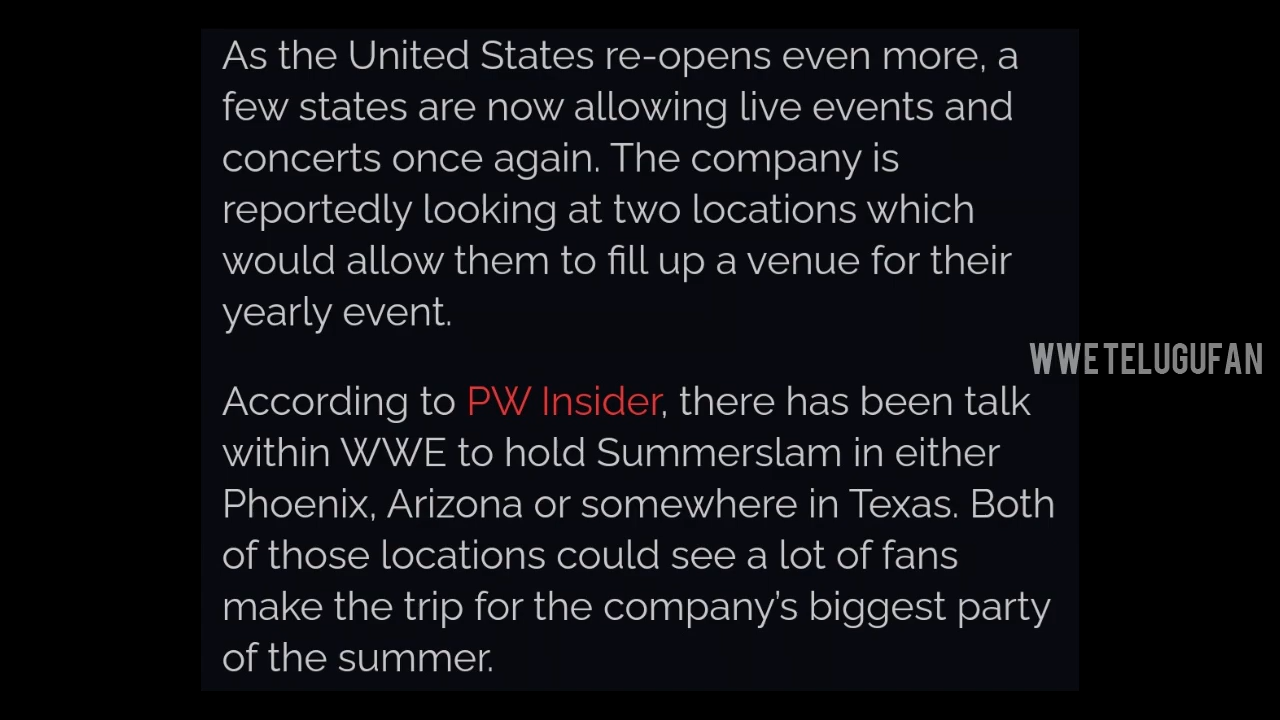 As the United States re-opens even more, a
few states are now allowing live events and
concerts once again. The company is
reportedly looking at two locations which
would allow them to fill up a venue for their
yearly event.
WWETELUGUFAN
According to PW Insider, there has been talk
within WWE to hold Summerslam in either
Phoenix, Arizona or somewhere in Texas. Both
of those locations could see a lot of fans
make the trip for the company's biggest party
of the summer.